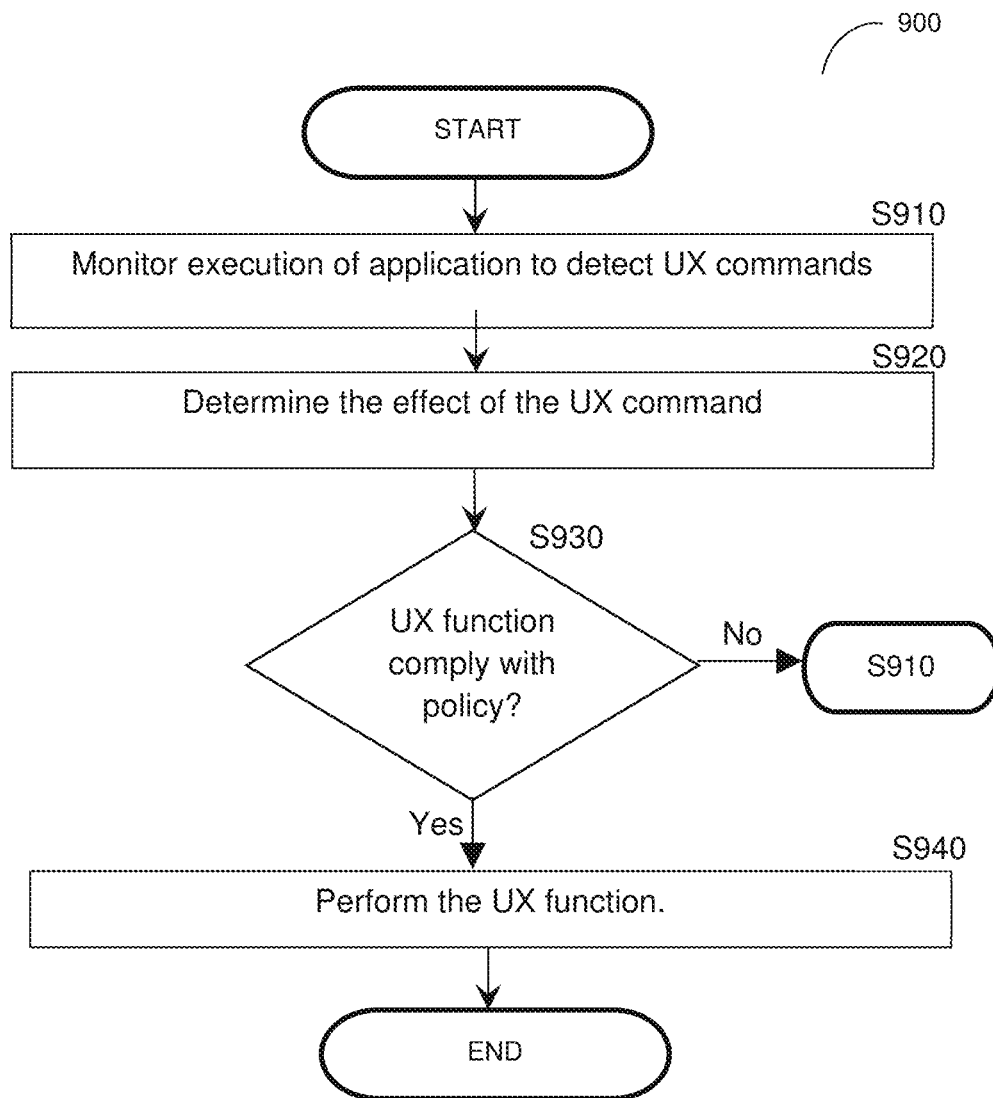 900
START
S910
Monitor execution of application to detect UX commands
S920
Determine the effect of the UX command
S930
UX function
comply with
policy?
No
S910
Yes
S940
Perform the UX function.
END